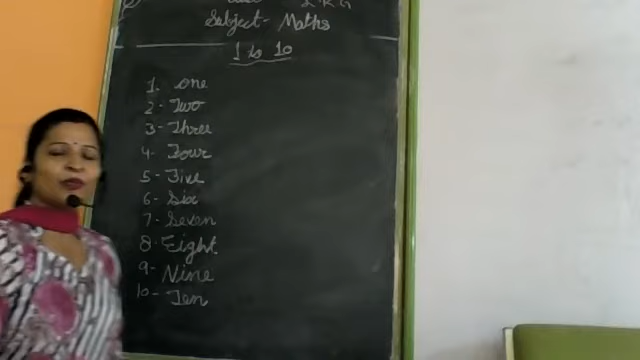 Subject- Maths
1 to 10
1. one
2- Two
3- Three
4- Four
5- Five
6- Six
7- Seven
8- Eight
9- Nine
10- Ten